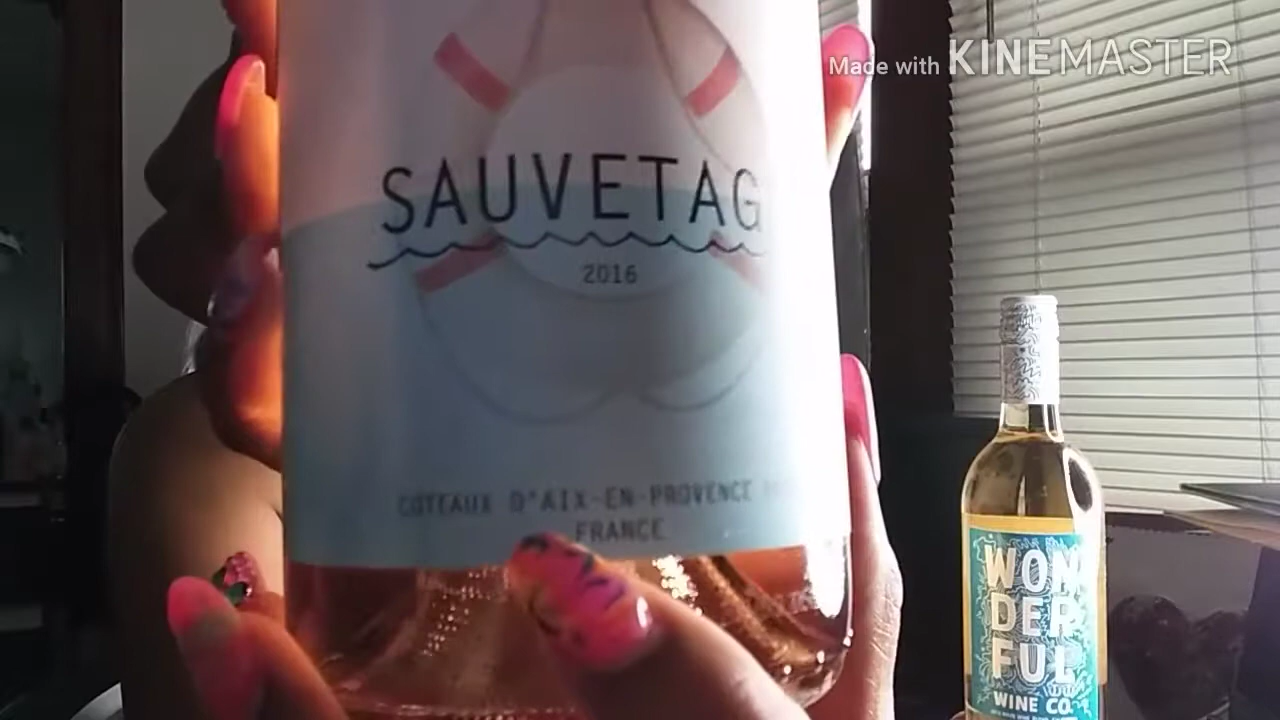 Made with KINEMASTER
SAUVETAG
2016
COTEAUX D'AIX-EN-PROVENCE
FRANCE
WON
DER
FUL
WINE CO.